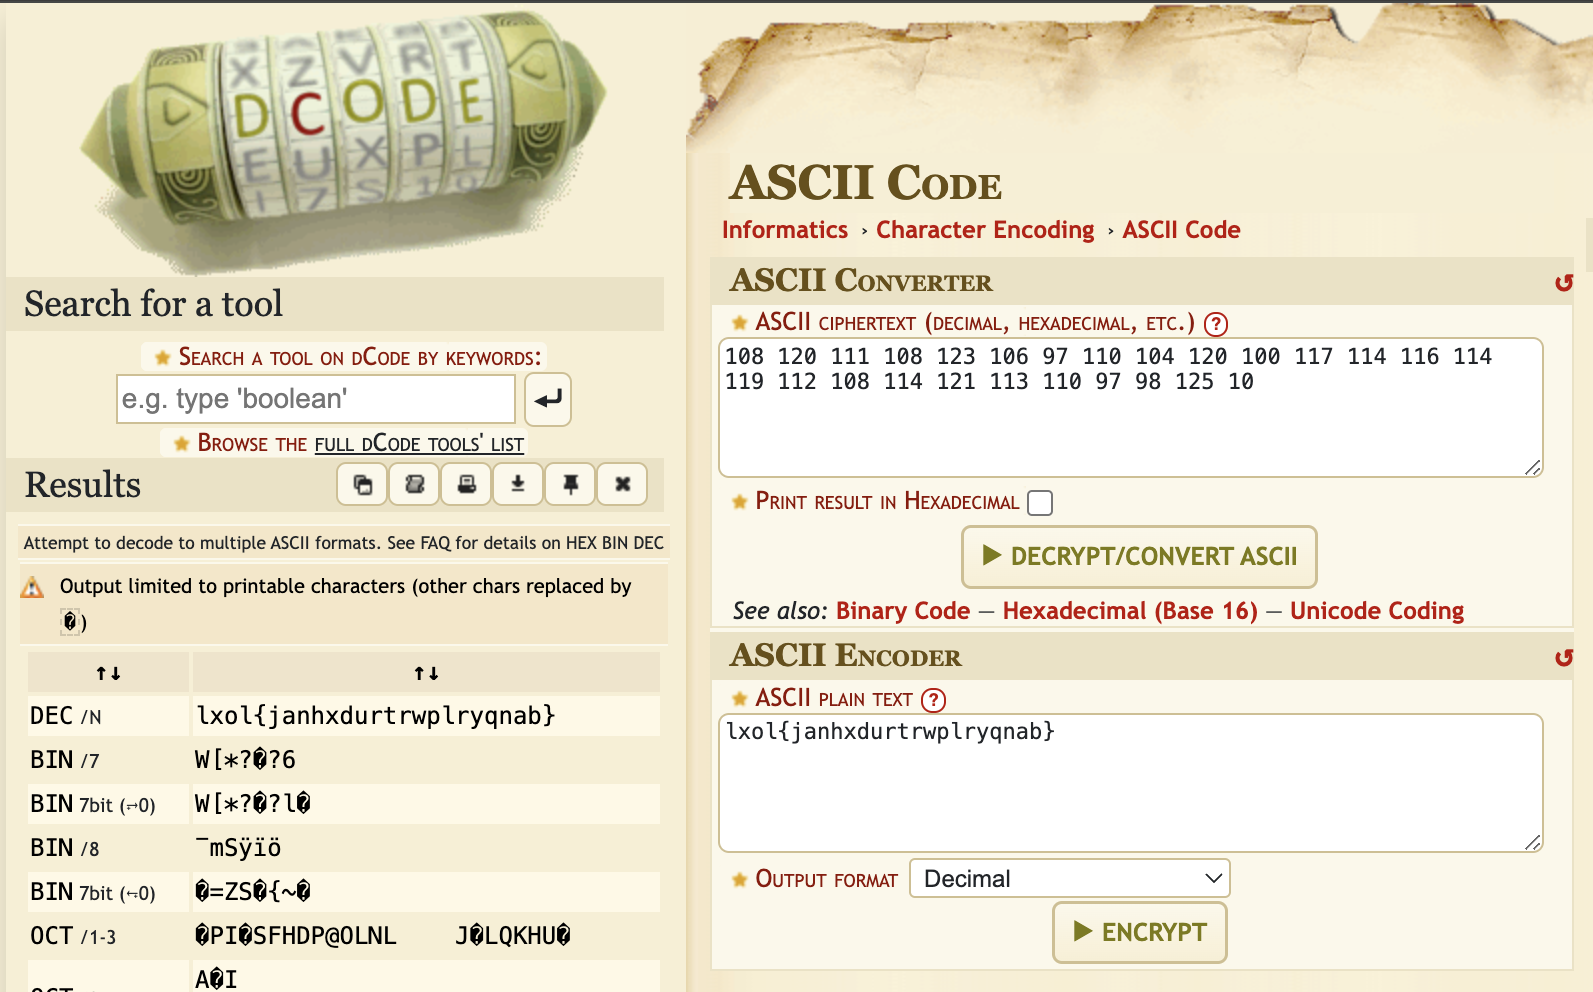 X Z V R T
D C O D E
E U X P L
Search for a tool
★ Search a tool on dCode by keywords:
e.g. type 'boolean'
★ Browse the full dCode tools' list
Results
Attempt to decode to multiple ASCII formats. See FAQ for details on HEX BIN DEC
Output limited to printable characters (other chars replaced by
�)
↑↓ ↑↓
DEC /N lxol{janhxdurtrwplryqnab}
BIN /7 W[*?�?6
BIN 7bit (→0) W[*?�?l�
BIN /8 ¯mSÿïö
BIN 7bit (←0) �=ZS�{~�
OCT /1-3 �PI�SFHDP@OLNL J�LQKHU�
A�I
ASCII Code
Informatics › Character Encoding › ASCII Code
ASCII Converter
★ ASCII ciphertext (decimal, hexadecimal, etc.) ?
108 120 111 108 123 106 97 110 104 120 100 117 114 116 114
119 112 108 114 121 113 110 97 98 125 10
★ Print result in Hexadecimal
▶ DECRYPT/CONVERT ASCII
See also: Binary Code — Hexadecimal (Base 16) — Unicode Coding
ASCII Encoder
★ ASCII plain text ?
lxol{janhxdurtrwplryqnab}
★ Output format Decimal
▶ ENCRYPT